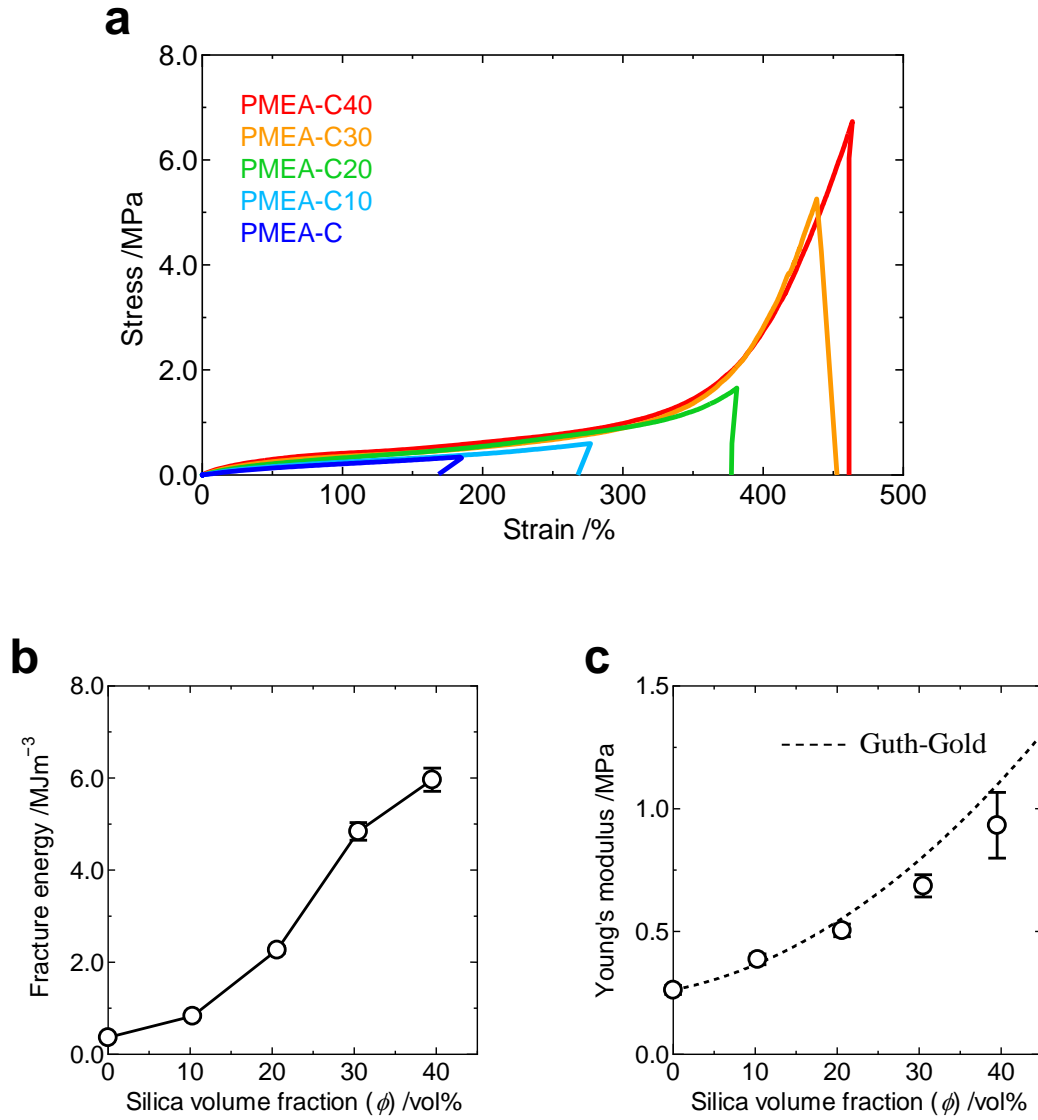 a
8.0
6.0
4.0
2.0
0.0
Stress /MPa
PMEA-C40
PMEA-C30
PMEA-C20
PMEA-C10
PMEA-C
0 100 200 300 400 500
Strain /%
b
8.0
6.0
4.0
2.0
0.0
Fracture energy /MJm⁻³
0 10 20 30 40
Silica volume fraction (ϕ) /vol%
c
1.5
1.0
0.5
0.0
Young's modulus /MPa
Guth-Gold
0 10 20 30 40
Silica volume fraction (ϕ) /vol%